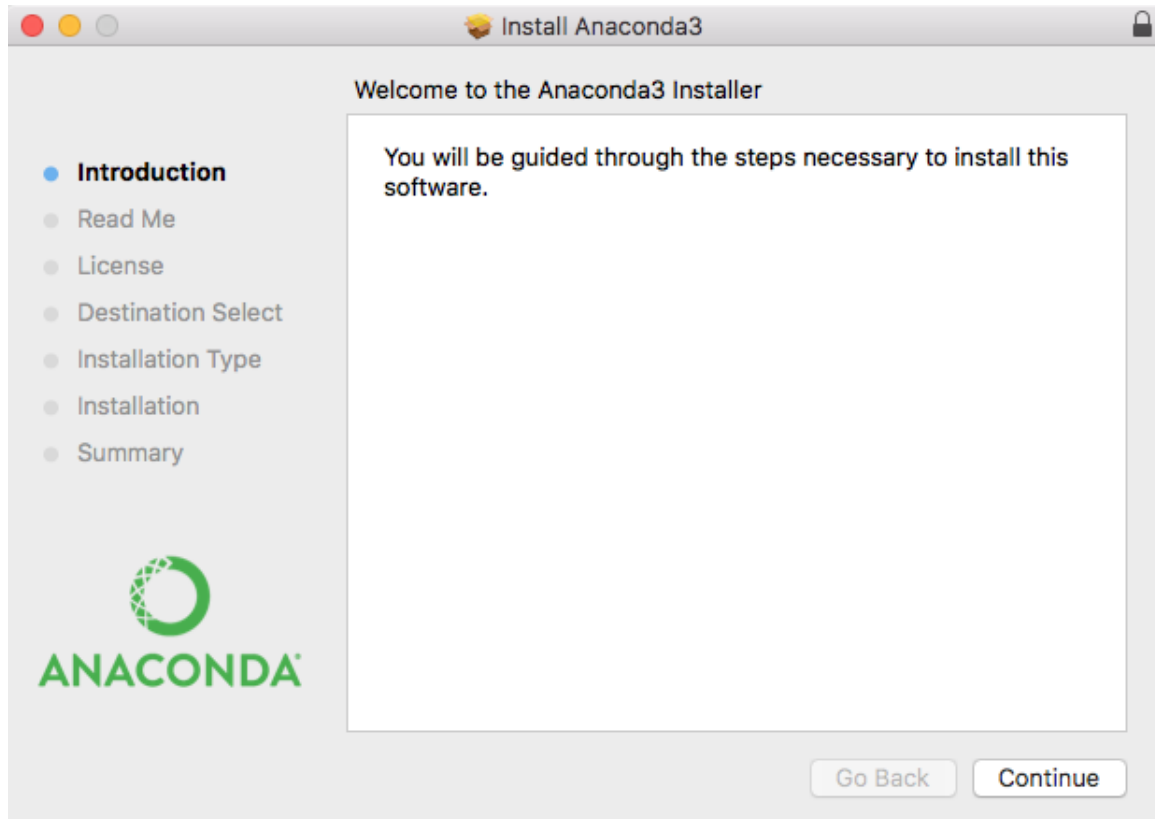 Install Anaconda3
Welcome to the Anaconda3 Installer
Introduction
Read Me
License
Destination Select
Installation Type
Installation
Summary
You will be guided through the steps necessary to install this
software.
ANACONDA
Go Back
Continue